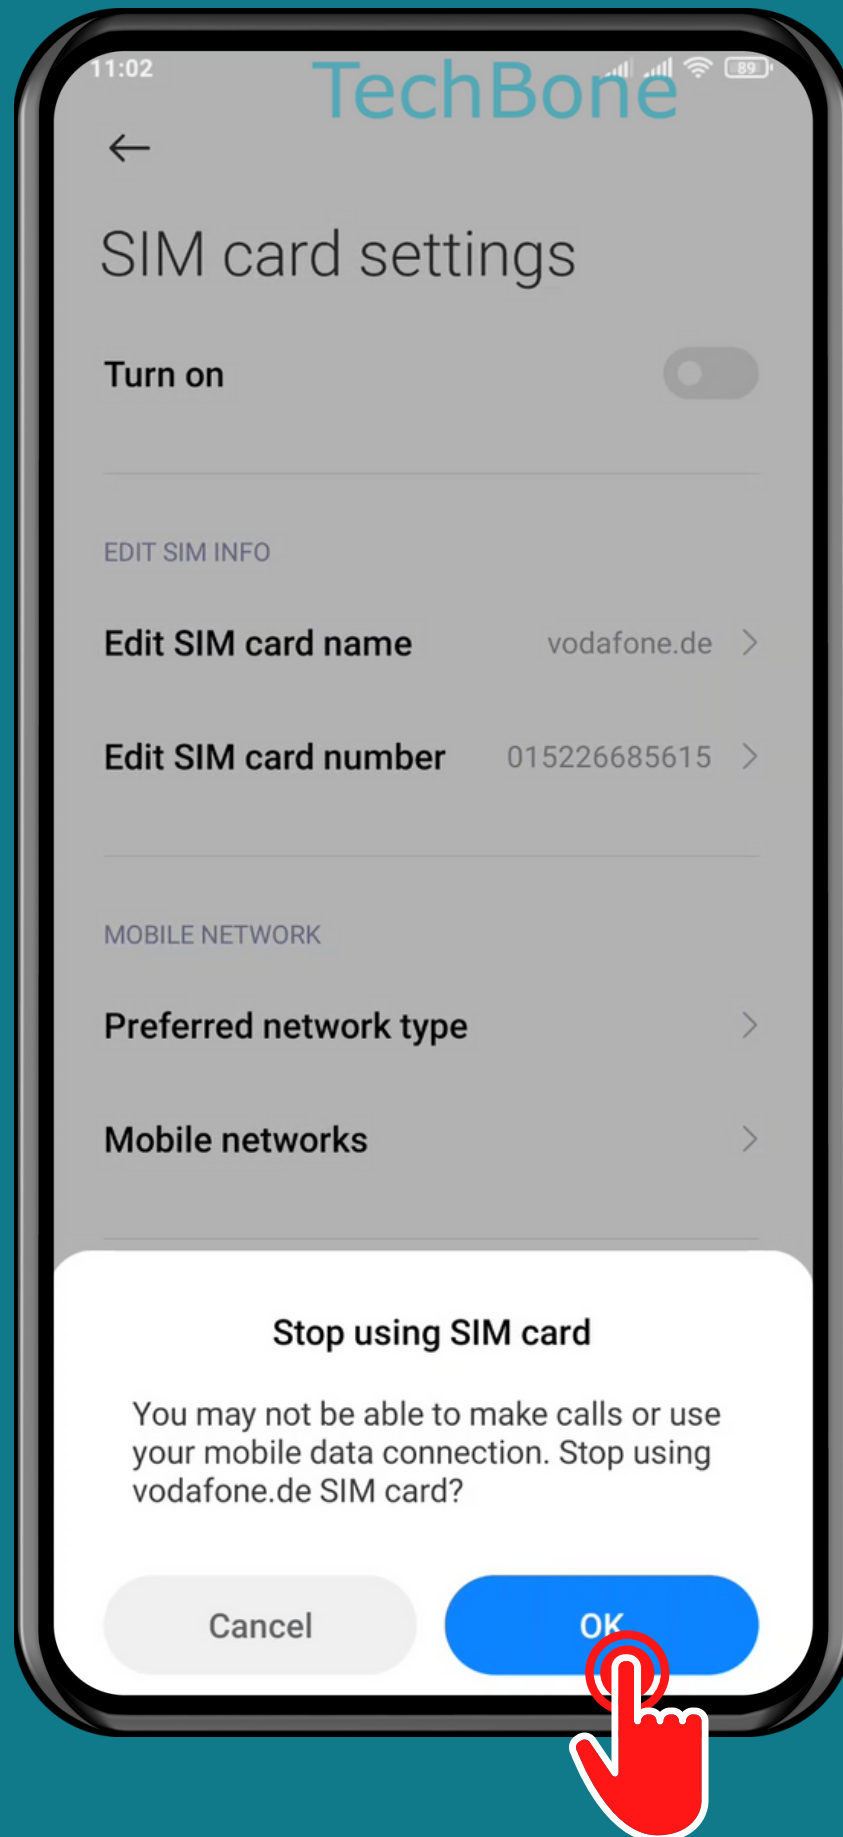 11:02
TechBone
89
SIM card settings
Turn on
EDIT SIM INFO
Edit SIM card name vodafone.de
Edit SIM card number 015226685615
MOBILE NETWORK
Preferred network type
Mobile networks
Stop using SIM card
You may not be able to make calls or use
your mobile data connection. Stop using
vodafone.de SIM card?
Cancel OK